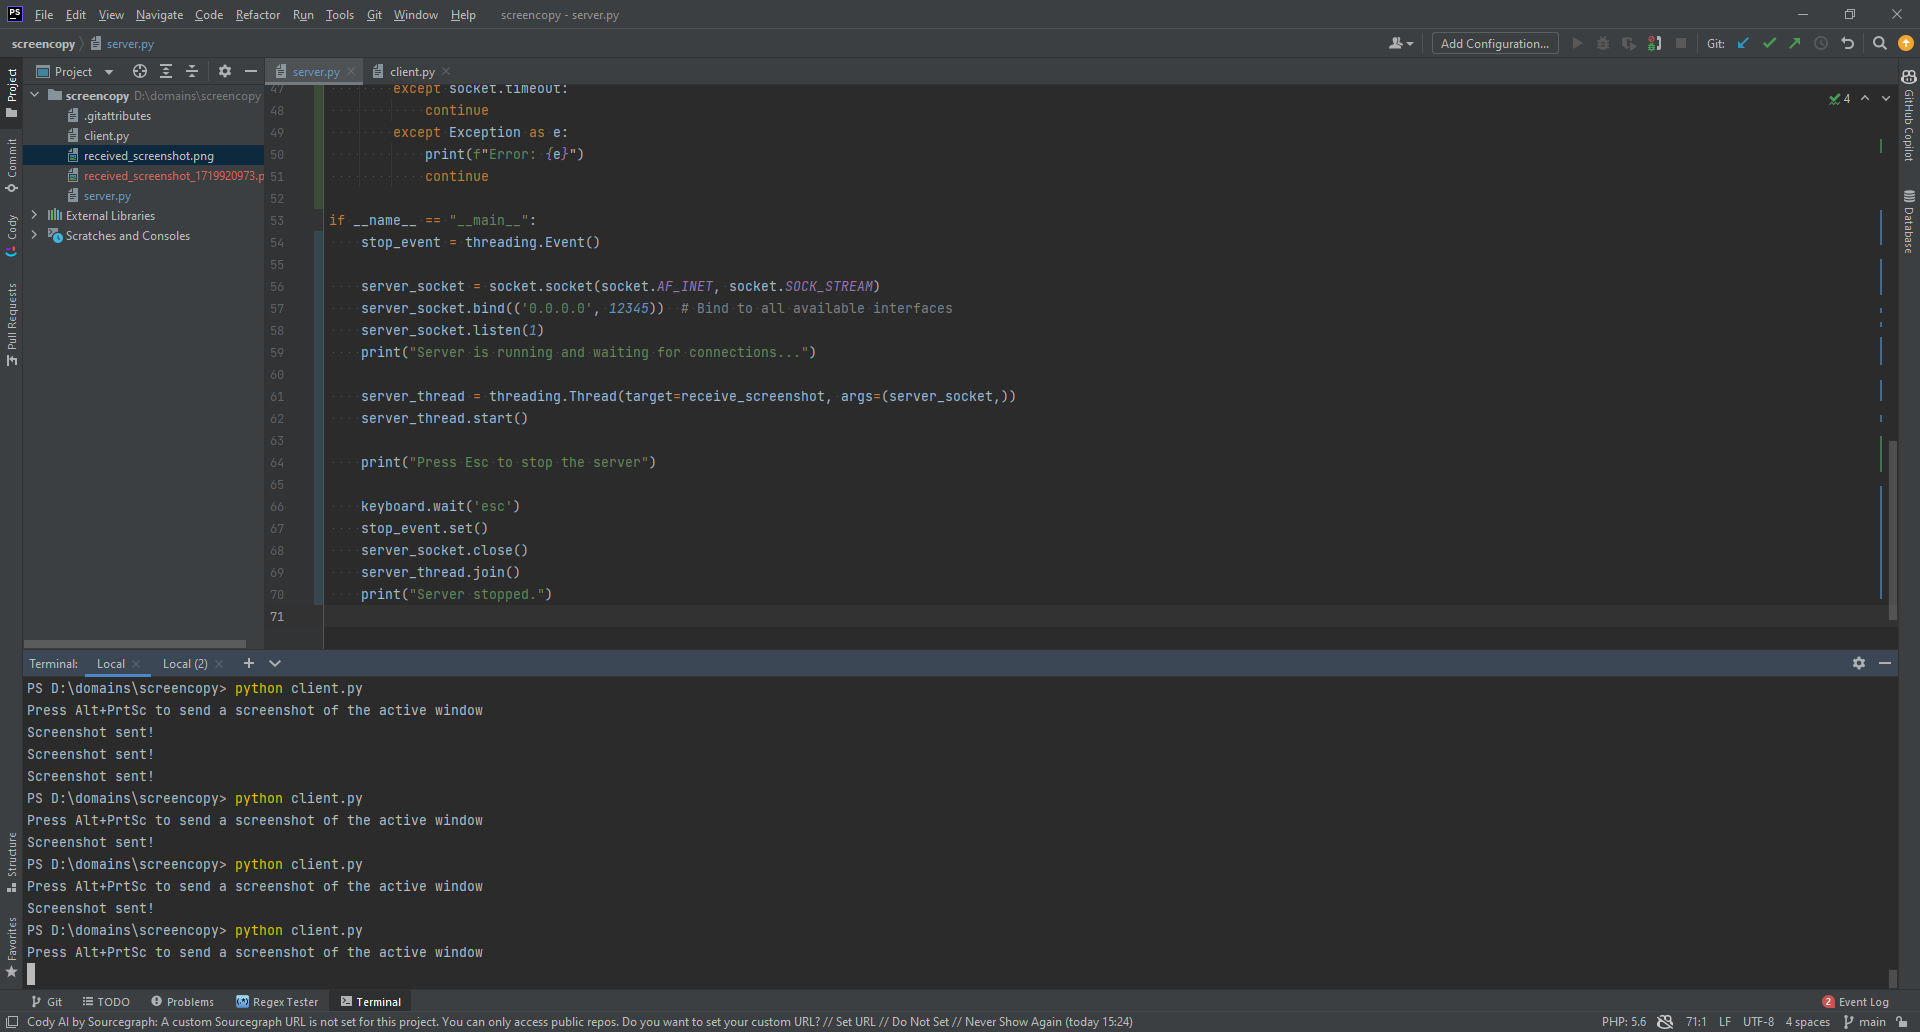 PS File Edit View Navigate Code Refactor Run Tools Git Window Help screencopy - server.py
screencopy server.py Add Configuration... Git:
Project
server.py client.py
screencopy D:\domains\screencopy
.gitattributes
client.py
received_screenshot.png
received_screenshot_1719920973.p
server.py
External Libraries
Scratches and Consoles
Project
Commit
Cody
Pull Requests
Structure
Favorites
4
47 except socket.timeout:
48 continue
49 except Exception as e:
50 print(f"Error: {e}")
51 continue
52
53 if __name__ == "__main__":
54 stop_event = threading.Event()
55
56 server_socket = socket.socket(socket.AF_INET, socket.SOCK_STREAM)
57 server_socket.bind(('0.0.0.0', 12345))  # Bind to all available interfaces
58 server_socket.listen(1)
59 print("Server is running and waiting for connections...")
60
61 server_thread = threading.Thread(target=receive_screenshot, args=(server_socket,))
62 server_thread.start()
63
64 print("Press Esc to stop the server")
65
66 keyboard.wait('esc')
67 stop_event.set()
68 server_socket.close()
69 server_thread.join()
70 print("Server stopped.")
71
GitHub Copilot
Database
Terminal: Local Local (2)
PS D:\domains\screencopy> python client.py
Press Alt+PrtSc to send a screenshot of the active window
Screenshot sent!
Screenshot sent!
Screenshot sent!
PS D:\domains\screencopy> python client.py
Press Alt+PrtSc to send a screenshot of the active window
Screenshot sent!
PS D:\domains\screencopy> python client.py
Press Alt+PrtSc to send a screenshot of the active window
Screenshot sent!
PS D:\domains\screencopy> python client.py
Press Alt+PrtSc to send a screenshot of the active window
Git TODO Problems Regex Tester Terminal 2 Event Log
Cody AI by Sourcegraph: A custom Sourcegraph URL is not set for this project. You can only access public repos. Do you want to set your custom URL? // Set URL // Do Not Set // Never Show Again (today 15:24) PHP: 5.6 71:1 LF UTF-8 4 spaces main